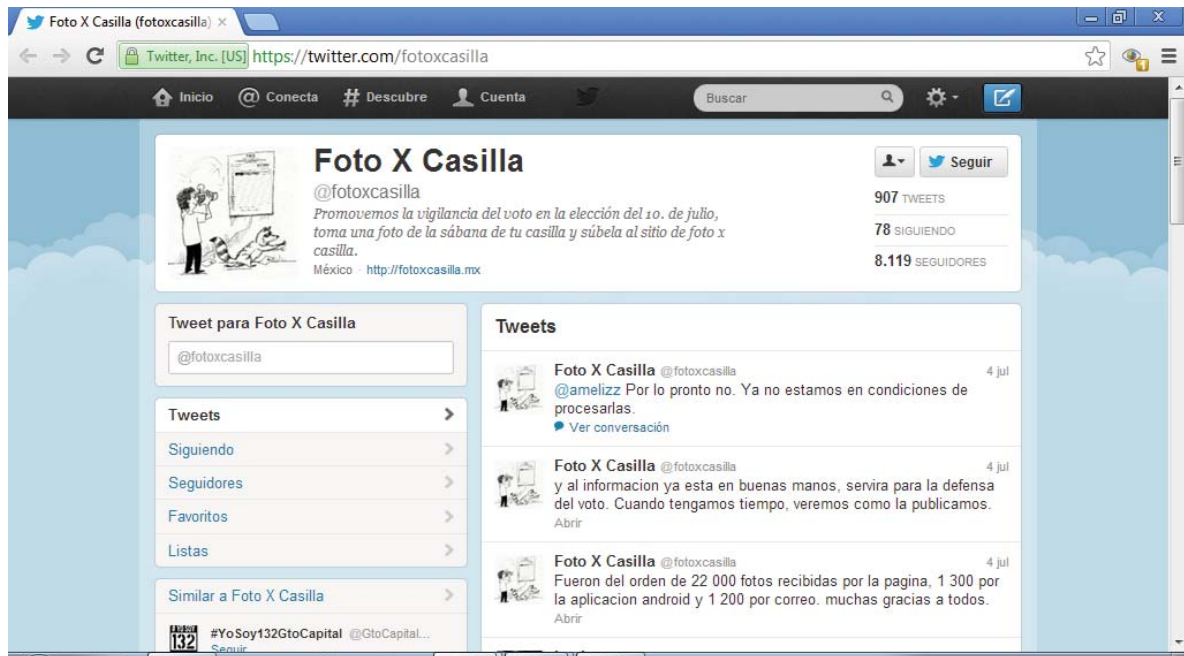 Foto X Casilla (fotoxcasilla) ×
Twitter, Inc. [US] https://twitter.com/fotoxcasilla
Inicio @ Conecta # Descubre Cuenta Buscar
Foto X Casilla
@fotoxcasilla
Promovemos la vigilancia del voto en la elección del 1o. de julio,
toma una foto de la sábana de tu casilla y súbela al sitio de foto x
casilla.
México · http://fotoxcasilla.mx
Seguir
907 TWEETS
78 SIGUIENDO
8.119 SEGUIDORES
Tweet para Foto X Casilla
@fotoxcasilla
Tweets
Siguiendo
Seguidores
Favoritos
Listas
Similar a Foto X Casilla
132
#YoSoy132GtoCapital @GtoCapital...
Seguir
Tweets
Foto X Casilla @fotoxcasilla 4 jul
@amelizz Por lo pronto no. Ya no estamos en condiciones de
procesarlas.
Ver conversación
Foto X Casilla @fotoxcasilla 4 jul
y al informacion ya esta en buenas manos, servira para la defensa
del voto. Cuando tengamos tiempo, veremos como la publicamos.
Abrir
Foto X Casilla @fotoxcasilla 4 jul
Fueron del orden de 22 000 fotos recibidas por la pagina, 1 300 por
la aplicacion android y 1 200 por correo. muchas gracias a todos.
Abrir